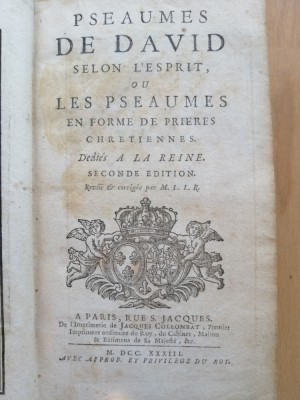 PSEAUMES
DE DAVID
SELON L'ESPRIT,
OU
LES PSEAUMES
EN FORME DE PRIERES
CHRETIENNES.
Dediés A LA REINE.
SECONDE EDITION.
Revûë & corrigée par M. L. L. R.
A PARIS, RUE S. JACQUES.
De l'Imprimerie de JACQUES COLLOMBAT, Premier
Imprimeur ordinaire du Roy, du Cabinet, Maison
& Bâtimens de Sa Majesté, &c.
M. DCC. XXXIII.
AVEC APPROB. ET PRIVILEGE DU ROY.